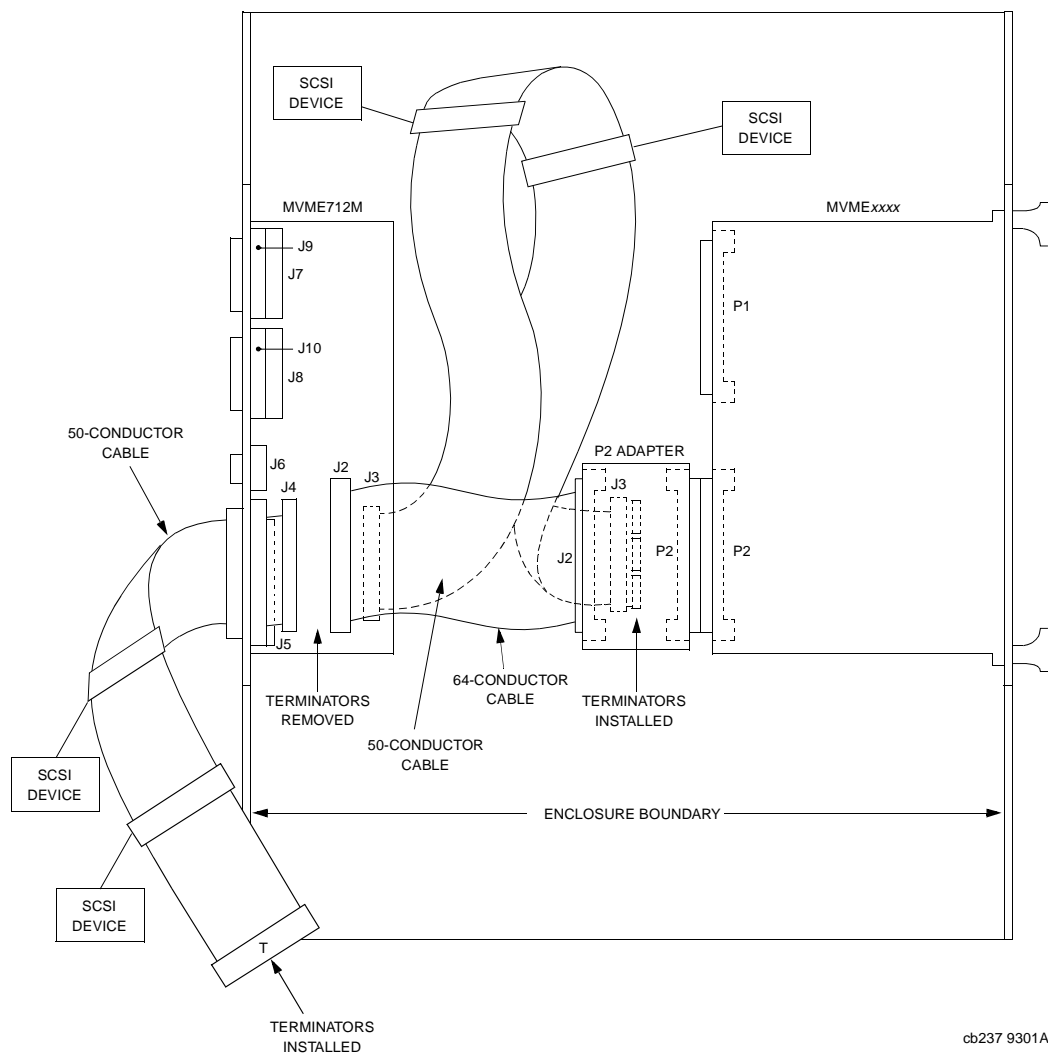 SCSI
DEVICE
SCSI
DEVICE
MVME712M
MVMExxxx
J9
J7
P1
J10
J8
50-CONDUCTOR
CABLE
P2 ADAPTER
J6
J2
J3
J4
J3
J2
P2
P2
J5
64-CONDUCTOR
CABLE
TERMINATORS
REMOVED
TERMINATORS
INSTALLED
50-CONDUCTOR
CABLE
SCSI
DEVICE
ENCLOSURE BOUNDARY
SCSI
DEVICE
T
TERMINATORS
INSTALLED
cb237 9301A